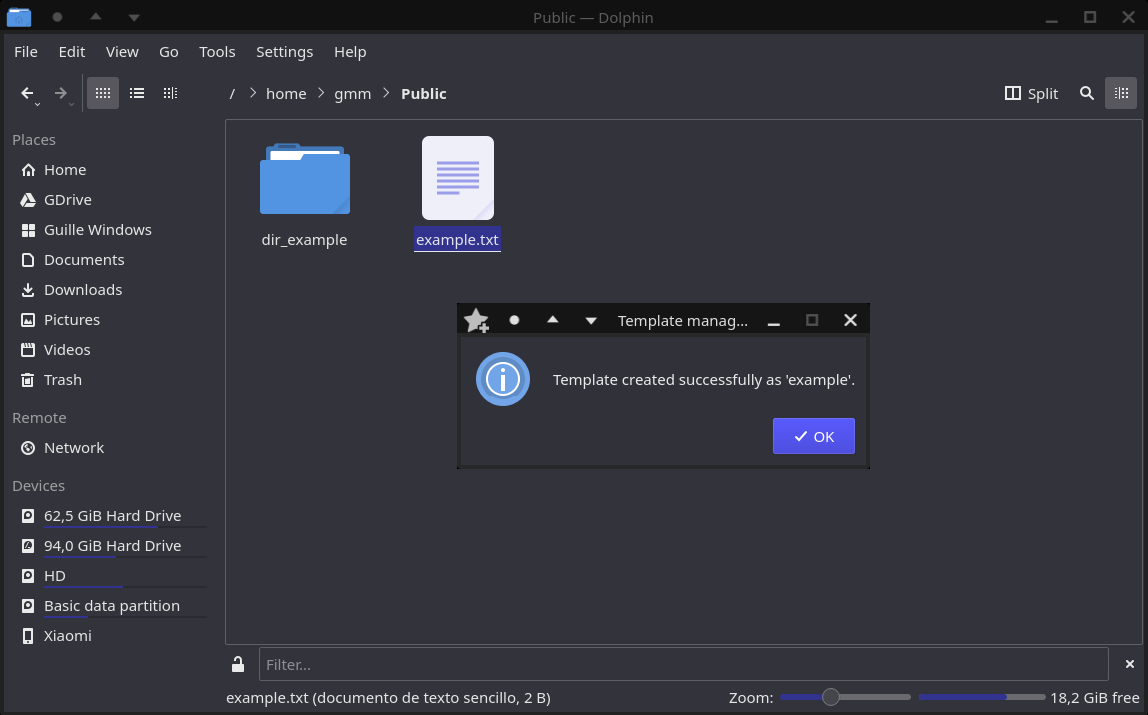 Public — Dolphin
File Edit View Go Tools Settings Help
/ home gmm Public
Split
Places
Home
GDrive
Guille Windows
Documents
Downloads
Pictures
Videos
Trash
Remote
Network
Devices
62,5 GiB Hard Drive
94,0 GiB Hard Drive
HD
Basic data partition
Xiaomi
dir_example
example.txt
Template manag...
Template created successfully as 'example'.
OK
Filter...
example.txt (documento de texto sencillo, 2 B)
Zoom:
18,2 GiB free